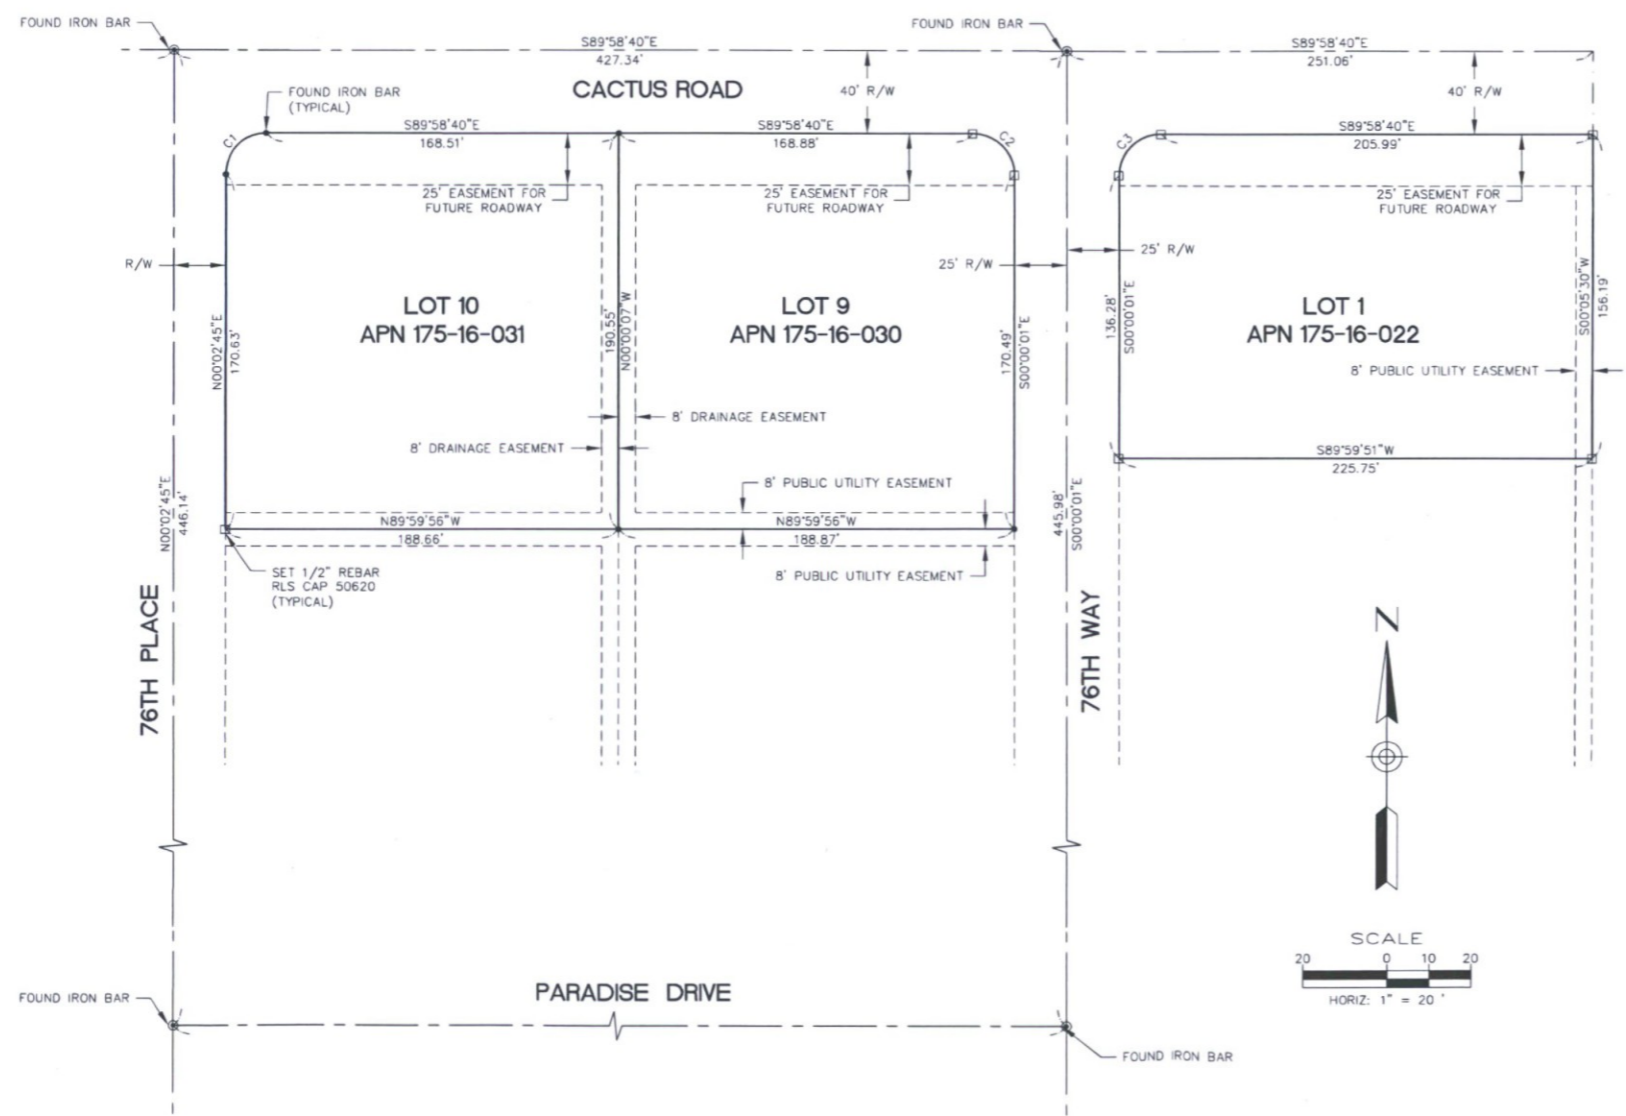 FOUND IRON BAR
FOUND IRON BAR
S89°58'40"E
427.34'
S89°58'40"E
251.06'
CACTUS ROAD
40' R/W
40' R/W
FOUND IRON BAR
(TYPICAL)
C1
S89°58'40"E
168.51'
S89°58'40"E
168.88'
C2
C3
S89°58'40"E
205.99'
25' EASEMENT FOR
FUTURE ROADWAY
25' EASEMENT FOR
FUTURE ROADWAY
25' EASEMENT FOR
FUTURE ROADWAY
R/W
25' R/W
25' R/W
LOT 10
APN 175-16-031
LOT 9
APN 175-16-030
LOT 1
APN 175-16-022
N00°02'45"E
170.63'
190.55'
N00°00'07"W
170.49'
S00°00'01"E
136.28'
S00°00'01"E
S00°05'30"W
156.19'
8' PUBLIC UTILITY EASEMENT
8' DRAINAGE EASEMENT
8' DRAINAGE EASEMENT
S89°59'51"W
225.75'
8' PUBLIC UTILITY EASEMENT
N00°02'45"E
446.14'
N89°59'56"W
188.66'
N89°59'56"W
188.87'
445.98'
S00°00'01"E
8' PUBLIC UTILITY EASEMENT
SET 1/2" REBAR
RLS CAP 50620
(TYPICAL)
76TH PLACE
76TH WAY
N
SCALE
20 0 10 20
HORIZ: 1" = 20 '
PARADISE DRIVE
FOUND IRON BAR
FOUND IRON BAR